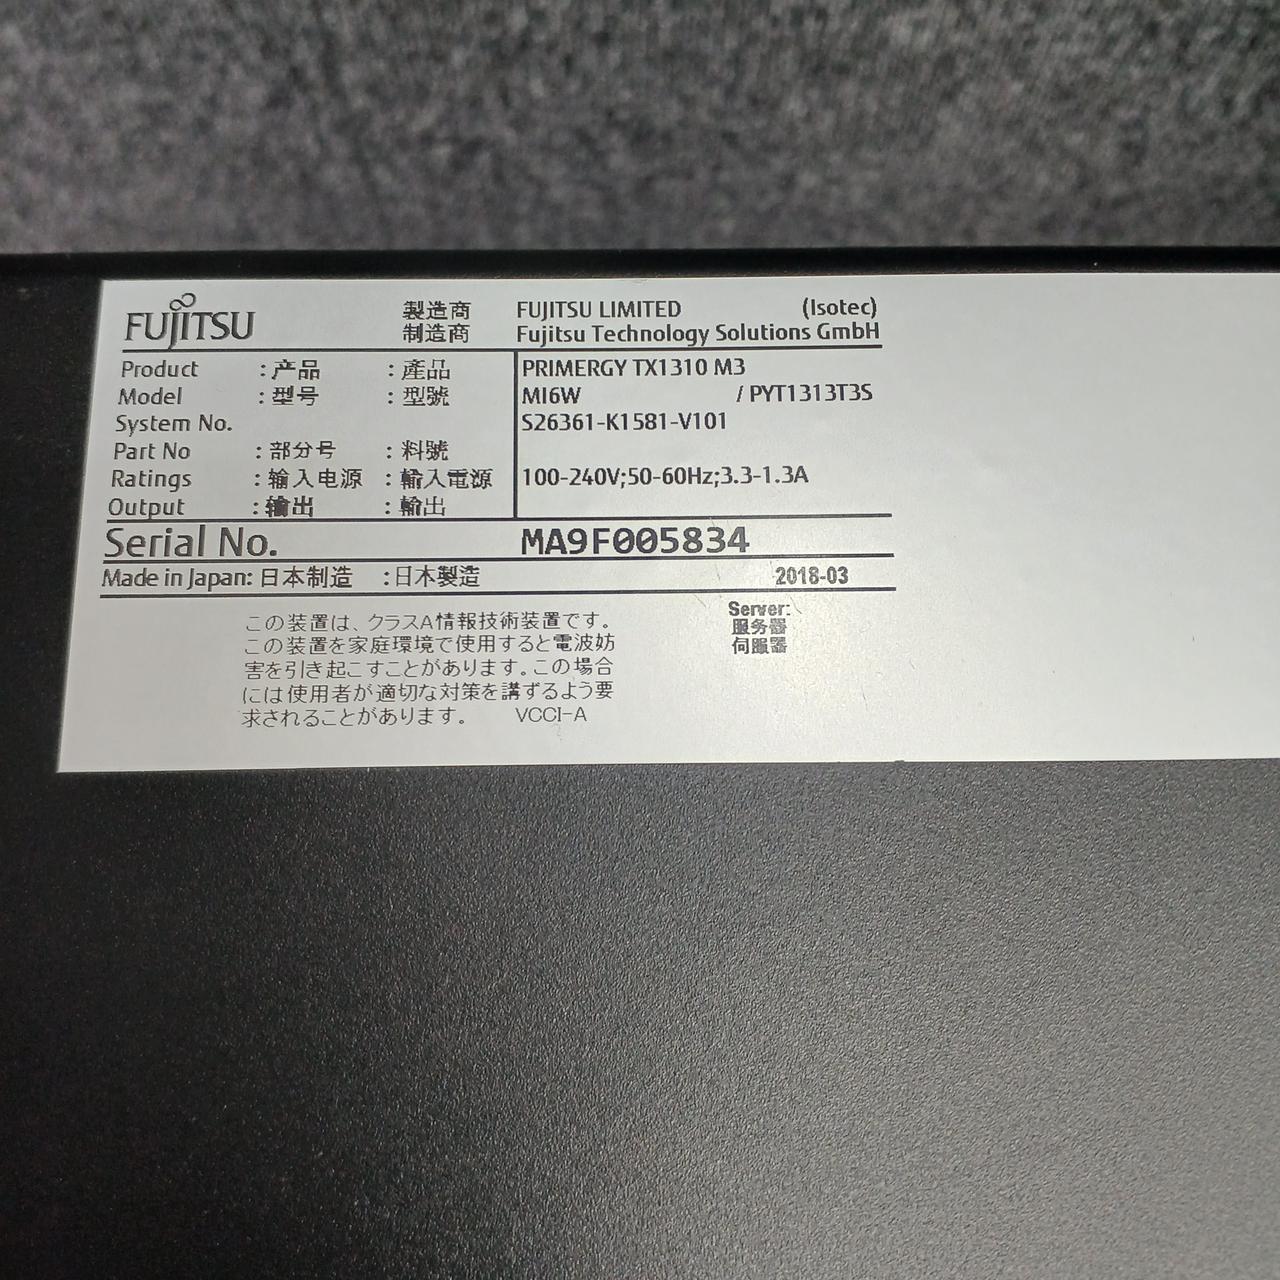 FUJITSU
製造商 FUJITSU LIMITED (Isotec)
制造商 Fujitsu Technology Solutions GmbH
Product : 产品 : 產品 PRIMERGY TX1310 M3
Model : 型号 : 型號 MI6W / PYT1313T3S
System No. S26361-K1581-V101
Part No : 部分号 : 料號
Ratings : 输入电源 : 輸入電源 100-240V;50-60Hz;3.3-1.3A
Output : 输出 : 輸出
Serial No. MA9F005834
Made in Japan: 日本制造 : 日本製造 2018-03
Server:
服务器
伺服器
この装置は、クラスA情報技術装置です。
この装置を家庭環境で使用すると電波妨
害を引き起こすことがあります。この場合
には使用者が適切な対策を講ずるよう要
求されることがあります。 VCCI-A